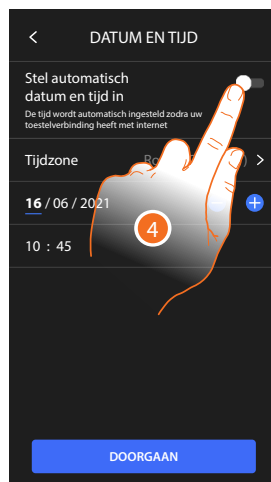 DATUM EN TIJD
Stel automatisch
datum en tijd in
De tijd wordt automatisch ingesteld zodra uw
toestelverbinding heeft met internet
Tijdzone
16 / 06 / 2021
4
10 : 45
DOORGAAN